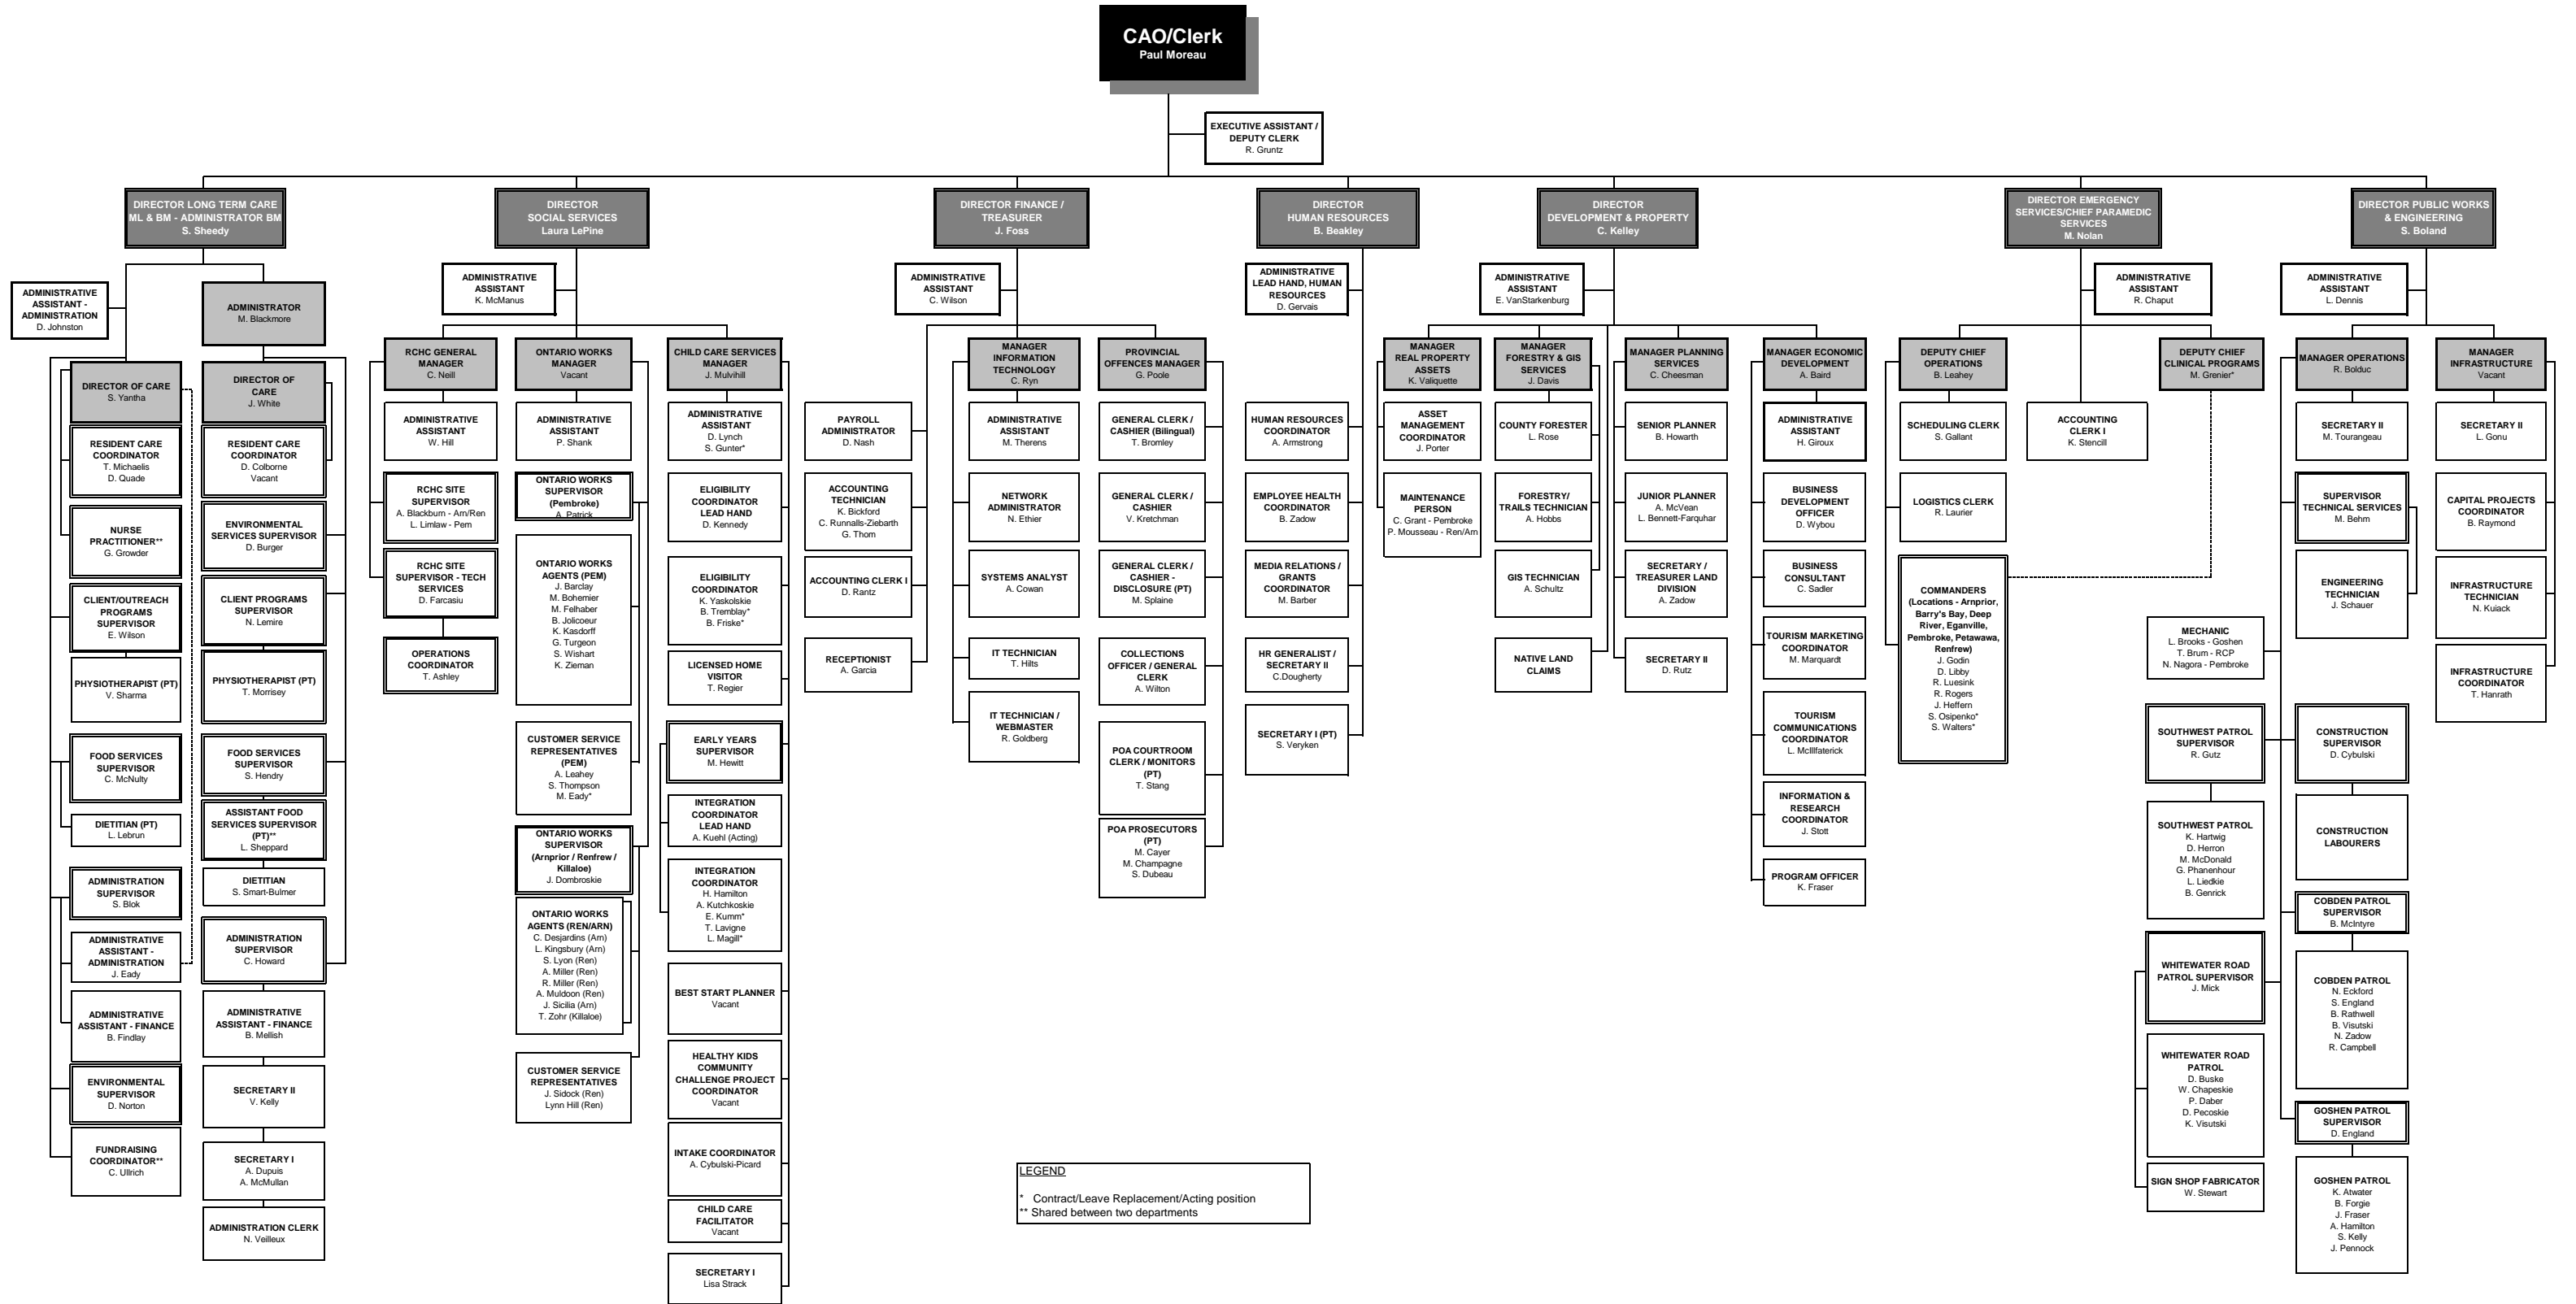 CAO/Clerk
Paul Moreau
EXECUTIVE ASSISTANT /
DEPUTY CLERK
R. Gruntz
DIRECTOR LONG TERM CARE
ML & BM - ADMINISTRATOR BM
S. Sheedy
DIRECTOR
SOCIAL SERVICES
Laura LePine
DIRECTOR FINANCE /
TREASURER
J. Foss
DIRECTOR
HUMAN RESOURCES
B. Beakley
DIRECTOR
DEVELOPMENT & PROPERTY
C. Kelley
DIRECTOR EMERGENCY
SERVICES/CHIEF PARAMEDIC
SERVICES
M. Nolan
DIRECTOR PUBLIC WORKS
& ENGINEERING
S. Boland
ADMINISTRATIVE
ASSISTANT -
ADMINISTRATION
D. Johnston
ADMINISTRATOR
M. Blackmore
DIRECTOR OF CARE
S. Yantha
RESIDENT CARE
COORDINATOR
T. Michaelis
D. Quade
NURSE
PRACTITIONER**
G. Growder
CLIENT/OUTREACH
PROGRAMS
SUPERVISOR
E. Wilson
PHYSIOTHERAPIST (PT)
V. Sharma
FOOD SERVICES
SUPERVISOR
C. McNulty
DIETITIAN (PT)
L. Lebrun
ADMINISTRATION
SUPERVISOR
S. Blok
ADMINISTRATIVE
ASSISTANT -
ADMINISTRATION
J. Eady
ADMINISTRATIVE
ASSISTANT - FINANCE
B. Findlay
ENVIRONMENTAL
SUPERVISOR
D. Norton
FUNDRAISING
COORDINATOR**
C. Ullrich
DIRECTOR OF
CARE
J. White
RESIDENT CARE
COORDINATOR
D. Colborne
Vacant
ENVIRONMENTAL
SERVICES SUPERVISOR
D. Burger
CLIENT PROGRAMS
SUPERVISOR
N. Lemire
PHYSIOTHERAPIST (PT)
T. Morrisey
FOOD SERVICES
SUPERVISOR
S. Hendry
ASSISTANT FOOD
SERVICES SUPERVISOR
(PT)**
L. Sheppard
DIETITIAN
S. Smart-Bulmer
ADMINISTRATION
SUPERVISOR
C. Howard
ADMINISTRATIVE
ASSISTANT - FINANCE
B. Mellish
SECRETARY II
V. Kelly
SECRETARY I
A. Dupuis
A. McMullan
ADMINISTRATION CLERK
N. Veilleux
ADMINISTRATIVE
ASSISTANT
K. McManus
RCHC GENERAL
MANAGER
C. Neill
ADMINISTRATIVE
ASSISTANT
W. Hill
RCHC SITE
SUPERVISOR
A. Blackburn - Arn/Ren
L. Limlaw - Pem
RCHC SITE
SUPERVISOR - TECH
SERVICES
D. Farcasiu
OPERATIONS
COORDINATOR
T. Ashley
ONTARIO WORKS
MANAGER
Vacant
ADMINISTRATIVE
ASSISTANT
P. Shank
ONTARIO WORKS
SUPERVISOR
(Pembroke)
A. Patrick
ONTARIO WORKS
AGENTS (PEM)
J. Barclay
M. Bohemier
M. Felhaber
B. Jolicoeur
K. Kasdorff
G. Turgeon
S. Wishart
K. Zieman
CUSTOMER SERVICE
REPRESENTATIVES
(PEM)
A. Leahey
S. Thompson
M. Eady*
ONTARIO WORKS
SUPERVISOR
(Arnprior / Renfrew /
Killaloe)
J. Dombroskie
ONTARIO WORKS
AGENTS (REN/ARN)
C. Desjardins (Arn)
L. Kingsbury (Arn)
S. Lyon (Ren)
A. Miller (Ren)
R. Miller (Ren)
A. Muldoon (Ren)
J. Sicilia (Arn)
T. Zohr (Killaloe)
CUSTOMER SERVICE
REPRESENTATIVES
J. Sidock (Ren)
Lynn Hill (Ren)
CHILD CARE SERVICES
MANAGER
J. Mulvihill
ADMINISTRATIVE
ASSISTANT
D. Lynch
S. Gunter*
ELIGIBILITY
COORDINATOR
LEAD HAND
D. Kennedy
ELIGIBILITY
COORDINATOR
K. Yaskolskie
B. Tremblay*
B. Friske*
LICENSED HOME
VISITOR
T. Regier
EARLY YEARS
SUPERVISOR
M. Hewitt
INTEGRATION
COORDINATOR
LEAD HAND
A. Kuehl (Acting)
INTEGRATION
COORDINATOR
H. Hamilton
A. Kutchkoskie
E. Kumm*
T. Lavigne
L. Magill*
BEST START PLANNER
Vacant
HEALTHY KIDS
COMMUNITY
CHALLENGE PROJECT
COORDINATOR
Vacant
INTAKE COORDINATOR
A. Cybulski-Picard
CHILD CARE
FACILITATOR
Vacant
SECRETARY I
Lisa Strack
ADMINISTRATIVE
ASSISTANT
C. Wilson
PAYROLL
ADMINISTRATOR
D. Nash
ACCOUNTING
TECHNICIAN
K. Bickford
C. Runnalls-Ziebarth
G. Thom
ACCOUNTING CLERK I
D. Rantz
RECEPTIONIST
A. Garcia
MANAGER
INFORMATION
TECHNOLOGY
C. Ryn
ADMINISTRATIVE
ASSISTANT
M. Therens
NETWORK
ADMINISTRATOR
N. Ethier
SYSTEMS ANALYST
A. Cowan
IT TECHNICIAN
T. Hilts
IT TECHNICIAN /
WEBMASTER
R. Goldberg
PROVINCIAL
OFFENCES MANAGER
G. Poole
GENERAL CLERK /
CASHIER (Bilingual)
T. Bromley
GENERAL CLERK /
CASHIER
V. Kretchman
GENERAL CLERK /
CASHIER -
DISCLOSURE (PT)
M. Splaine
COLLECTIONS
OFFICER / GENERAL
CLERK
A. Wilton
POA COURTROOM
CLERK / MONITORS
(PT)
T. Stang
POA PROSECUTORS
(PT)
M. Cayer
M. Champagne
S. Dubeau
ADMINISTRATIVE
LEAD HAND, HUMAN
RESOURCES
D. Gervais
HUMAN RESOURCES
COORDINATOR
A. Armstrong
EMPLOYEE HEALTH
COORDINATOR
B. Zadow
MEDIA RELATIONS /
GRANTS
COORDINATOR
M. Barber
HR GENERALIST /
SECRETARY II
C.Dougherty
SECRETARY I (PT)
S. Veryken
ADMINISTRATIVE
ASSISTANT
E. VanStarkenburg
MANAGER
REAL PROPERTY
ASSETS
K. Valiquette
ASSET
MANAGEMENT
COORDINATOR
J. Porter
MAINTENANCE
PERSON
C. Grant - Pembroke
P. Mousseau - Ren/Arn
MANAGER
FORESTRY & GIS
SERVICES
J. Davis
COUNTY FORESTER
L. Rose
FORESTRY/
TRAILS TECHNICIAN
A. Hobbs
GIS TECHNICIAN
A. Schultz
NATIVE LAND
CLAIMS
MANAGER PLANNING
SERVICES
C. Cheesman
SENIOR PLANNER
B. Howarth
JUNIOR PLANNER
A. McVean
L. Bennett-Farquhar
SECRETARY /
TREASURER LAND
DIVISION
A. Zadow
SECRETARY II
D. Rutz
MANAGER ECONOMIC
DEVELOPMENT
A. Baird
ADMINISTRATIVE
ASSISTANT
H. Giroux
BUSINESS
DEVELOPMENT
OFFICER
D. Wybou
BUSINESS
CONSULTANT
C. Sadler
TOURISM MARKETING
COORDINATOR
M. Marquardt
TOURISM
COMMUNICATIONS
COORDINATOR
L. McIllfaterick
INFORMATION &
RESEARCH
COORDINATOR
J. Stott
PROGRAM OFFICER
K. Fraser
ADMINISTRATIVE
ASSISTANT
R. Chaput
DEPUTY CHIEF
OPERATIONS
B. Leahey
SCHEDULING CLERK
S. Gallant
LOGISTICS CLERK
R. Laurier
COMMANDERS
(Locations - Arnprior,
Barry's Bay, Deep
River, Eganville,
Pembroke, Petawawa,
Renfrew)
J. Godin
D. Libby
R. Luesink
R. Rogers
J. Heffern
S. Osipenko*
S. Walters*
ACCOUNTING
CLERK I
K. Stencill
DEPUTY CHIEF
CLINICAL PROGRAMS
M. Grenier*
ADMINISTRATIVE
ASSISTANT
L. Dennis
MANAGER OPERATIONS
R. Bolduc
SECRETARY II
M. Tourangeau
SUPERVISOR
TECHNICAL SERVICES
M. Behm
ENGINEERING
TECHNICIAN
J. Schauer
MECHANIC
L. Brooks - Goshen
T. Brum - RCP
N. Nagora - Pembroke
SOUTHWEST PATROL
SUPERVISOR
R. Gutz
SOUTHWEST PATROL
K. Hartwig
D. Herron
M. McDonald
G. Phanenhour
L. Liedkie
B. Genrick
WHITEWATER ROAD
PATROL SUPERVISOR
J. Mick
WHITEWATER ROAD
PATROL
D. Buske
W. Chapeskie
P. Daber
D. Pecoskie
K. Visutski
SIGN SHOP FABRICATOR
W. Stewart
CONSTRUCTION
SUPERVISOR
D. Cybulski
CONSTRUCTION
LABOURERS
COBDEN PATROL
SUPERVISOR
B. McIntyre
COBDEN PATROL
N. Eckford
S. England
B. Rathwell
B. Visutski
N. Zadow
R. Campbell
GOSHEN PATROL
SUPERVISOR
D. England
GOSHEN PATROL
K. Atwater
B. Forgie
J. Fraser
A. Hamilton
S. Kelly
J. Pennock
MANAGER
INFRASTRUCTURE
Vacant
SECRETARY II
L. Gonu
CAPITAL PROJECTS
COORDINATOR
B. Raymond
INFRASTRUCTURE
TECHNICIAN
N. Kuiack
INFRASTRUCTURE
COORDINATOR
T. Hanrath
LEGEND
* Contract/Leave Replacement/Acting position
** Shared between two departments